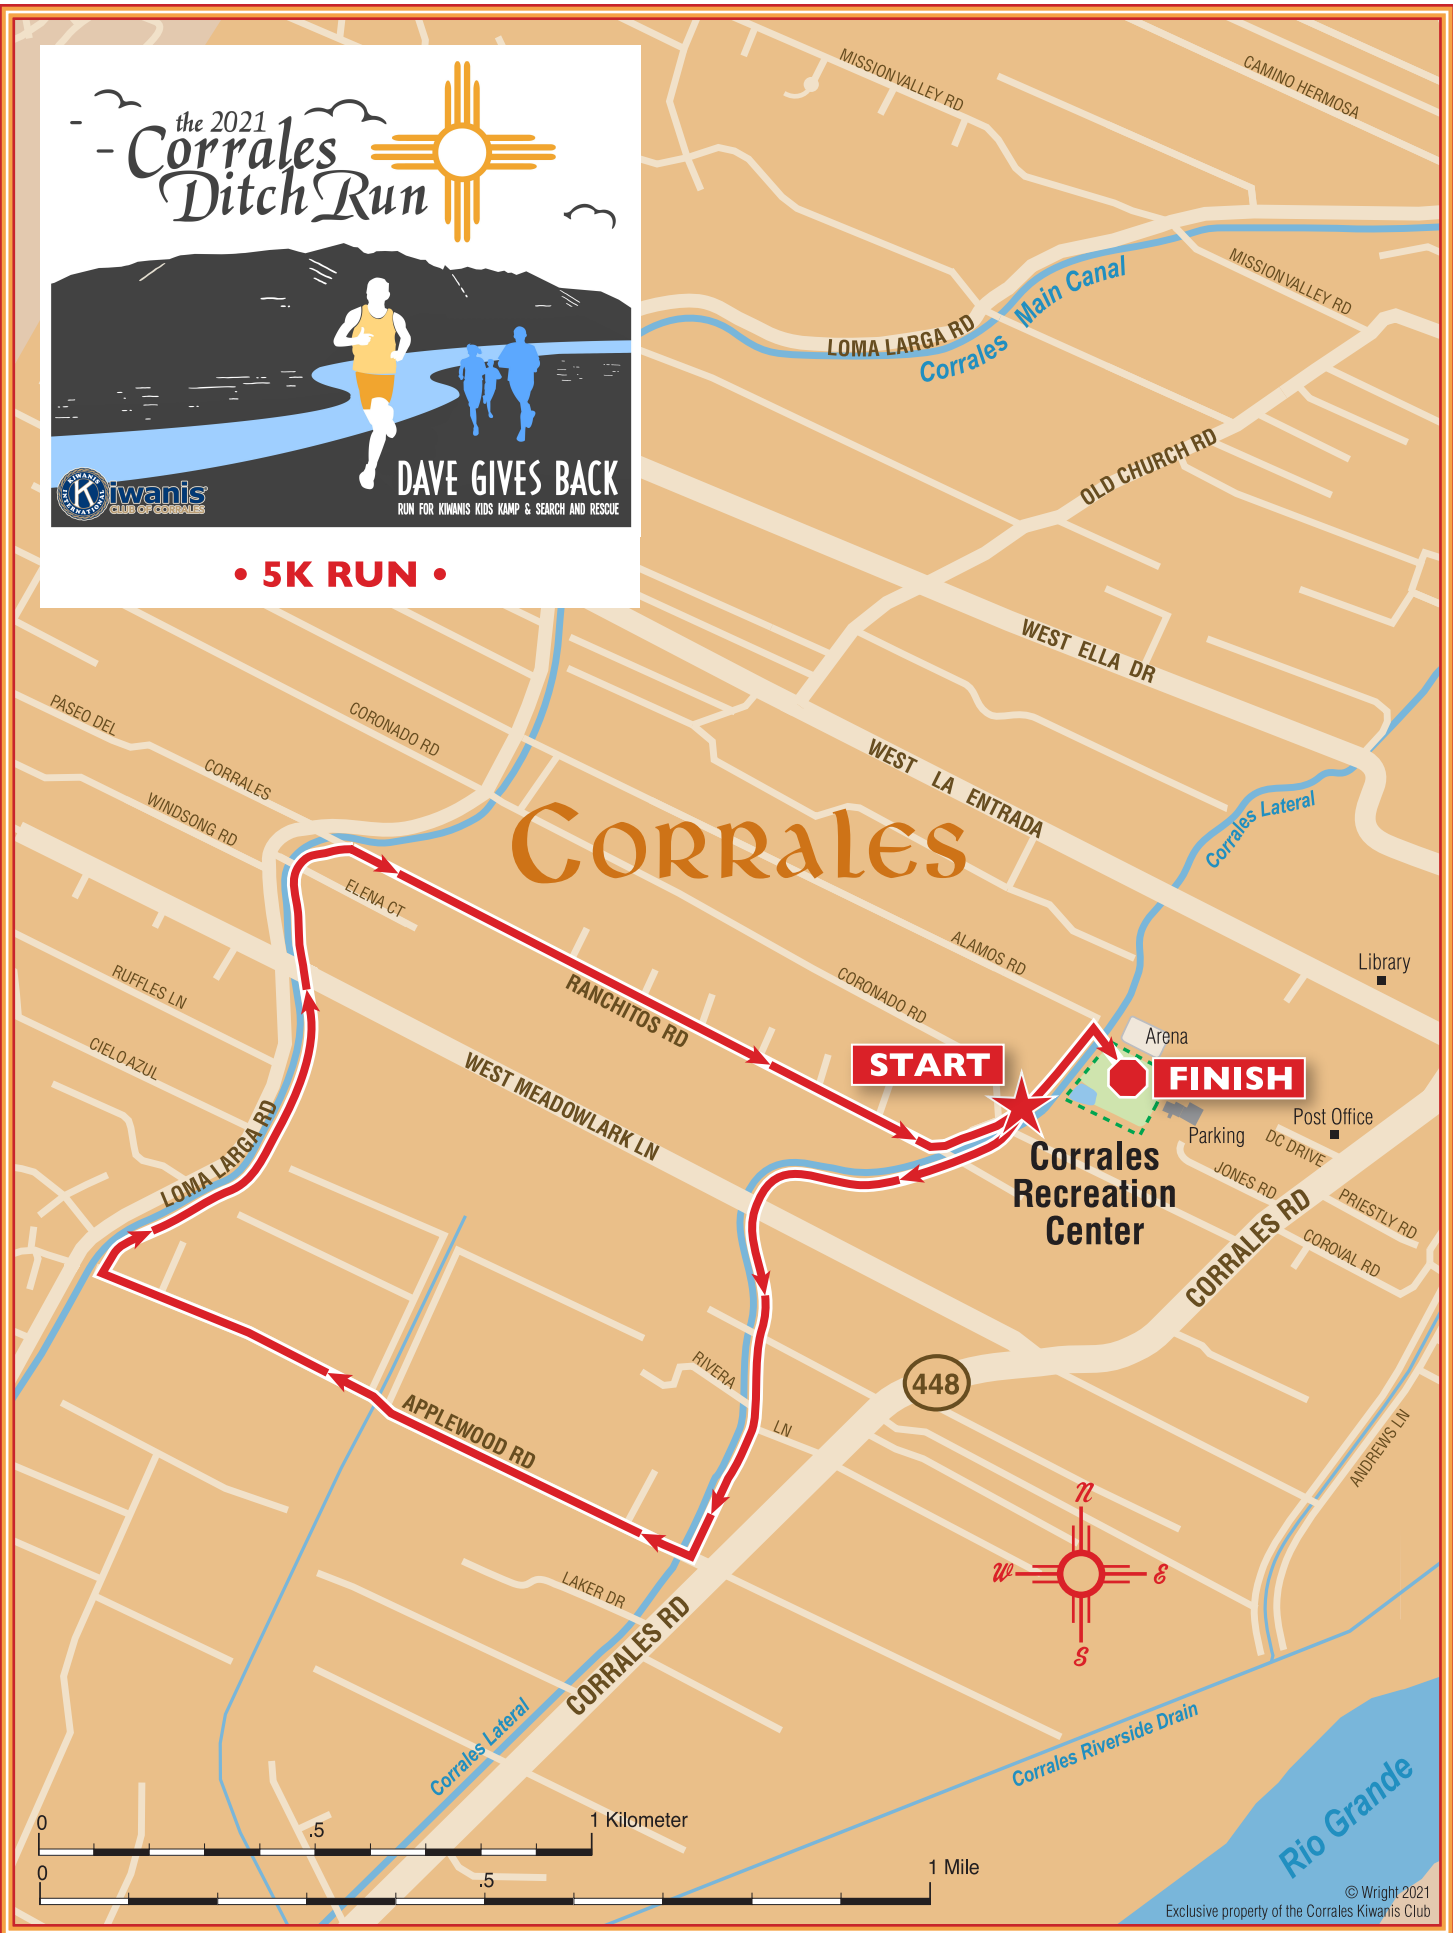 the 2021
Corrales
Ditch Run
KIWANIS
INTERNATIONAL
K
iwanis
CLUB OF CORRALES
DAVE GIVES BACK
RUN FOR KIWANIS KIDS KAMP & SEARCH AND RESCUE
• 5K RUN •
MISSION VALLEY RD
CAMINO HERMOSA
MISSION VALLEY RD
LOMA LARGA RD
Corrales Main Canal
OLD CHURCH RD
WEST ELLA DR
WEST LA ENTRADA
Corrales Lateral
PASEO DEL
CORRALES
CORONADO RD
WINDSONG RD
CORRALES
ELENA CT
RUFFLES LN
CIELO AZUL
RANCHITOS RD
ALAMOS RD
CORONADO RD
Library
Arena
START
FINISH
Post Office
Parking
DC DRIVE
JONES RD
PRIESTLY RD
COROVAL RD
Corrales
Recreation
Center
WEST MEADOWLARK LN
LOMA LARGA RD
CORRALES RD
448
RIVERA
LN
APPLEWOOD RD
ANDREWS LN
N
W
E
S
LAKER DR
CORRALES RD
Corrales Lateral
Corrales Riverside Drain
Rio Grande
0
.5
1 Kilometer
0
.5
1 Mile
© Wright 2021
Exclusive property of the Corrales Kiwanis Club